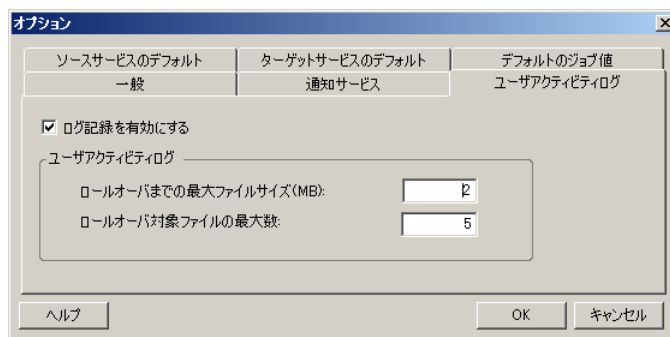 オプション
ソースサービスのデフォルト ターゲットサービスのデフォルト デフォルトのジョブ値
一般 通知サービス ユーザアクティビティログ
ログ記録を有効にする
ユーザアクティビティログ
ロールオーバまでの最大ファイルサイズ(MB): 2
ロールオーバ対象ファイルの最大数: 5
ヘルプ OK キャンセル